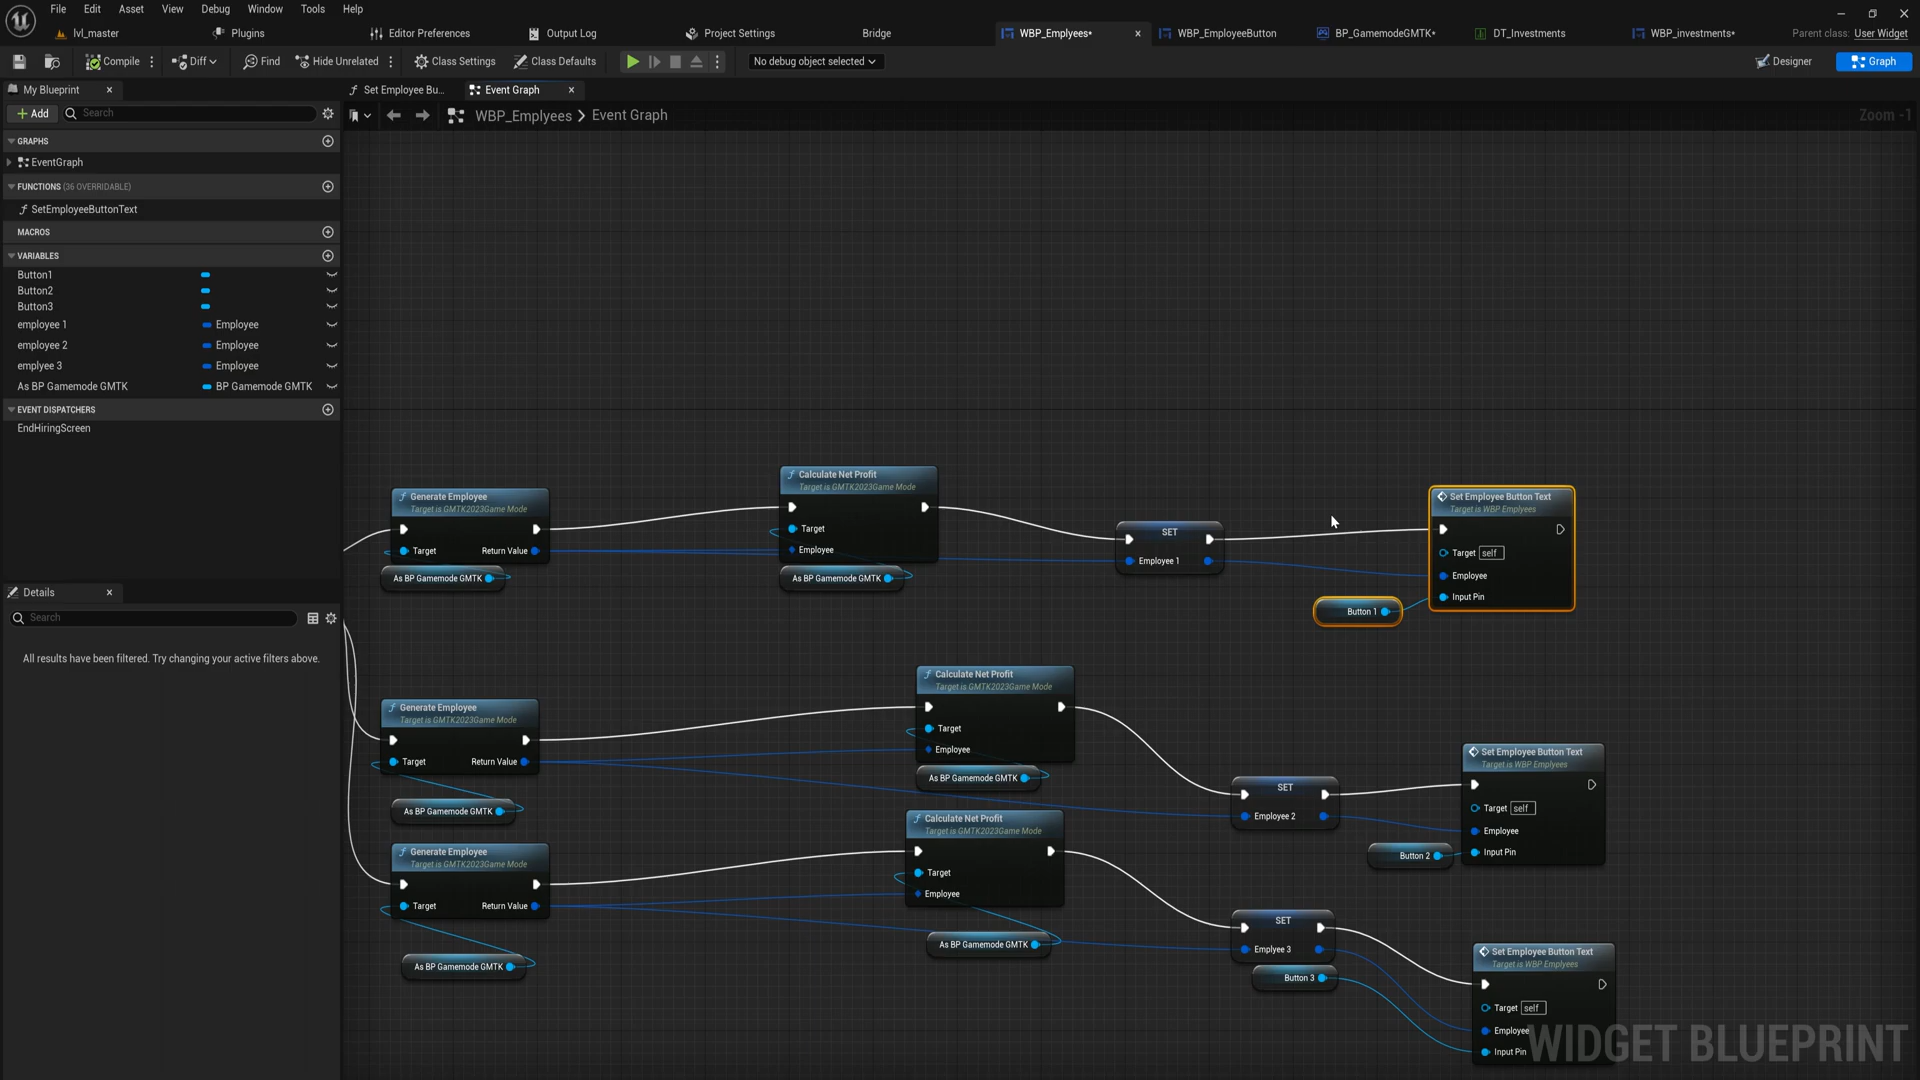 File Edit Asset View Debug Window Tools Help
lvl_master Plugins Editor Preferences Output Log Project Settings Bridge WBP_Emplyees* WBP_EmployeeButton BP_GamemodeGMTK* DT_Investments WBP_investments* Parent class: User Widget
Compile Diff Find Hide Unrelated Class Settings Class Defaults No debug object selected Designer Graph
My Blueprint Set Employee Bu... Event Graph
+ Add Search WBP_Emplyees > Event Graph Zoom -1
GRAPHS
EventGraph
FUNCTIONS (36 OVERRIDABLE)
SetEmployeeButtonText
MACROS
VARIABLES
Button1
Button2
Button3
employee 1 Employee
employee 2 Employee
emplyee 3 Employee
As BP Gamemode GMTK BP Gamemode GMTK
EVENT DISPATCHERS
EndHiringScreen
Details
Search
All results have been filtered. Try changing your active filters above.
Generate Employee
Target is GMTK2023Game Mode
Target Return Value
As BP Gamemode GMTK
Calculate Net Profit
Target is GMTK2023Game Mode
Target
Employee
As BP Gamemode GMTK
SET
Employee 1
Button 1
Set Employee Button Text
Target is WBP Emplyees
Target self
Employee
Input Pin
Generate Employee
Target is GMTK2023Game Mode
Target Return Value
As BP Gamemode GMTK
Calculate Net Profit
Target is GMTK2023Game Mode
Target
Employee
As BP Gamemode GMTK
SET
Employee 2
Button 2
Set Employee Button Text
Target is WBP Emplyees
Target self
Employee
Input Pin
Generate Employee
Target is GMTK2023Game Mode
Target Return Value
As BP Gamemode GMTK
Calculate Net Profit
Target is GMTK2023Game Mode
Target
Employee
As BP Gamemode GMTK
SET
Emplyee 3
Button 3
Set Employee Button Text
Target is WBP Emplyees
Target self
Employee
Input Pin
WIDGET BLUEPRINT